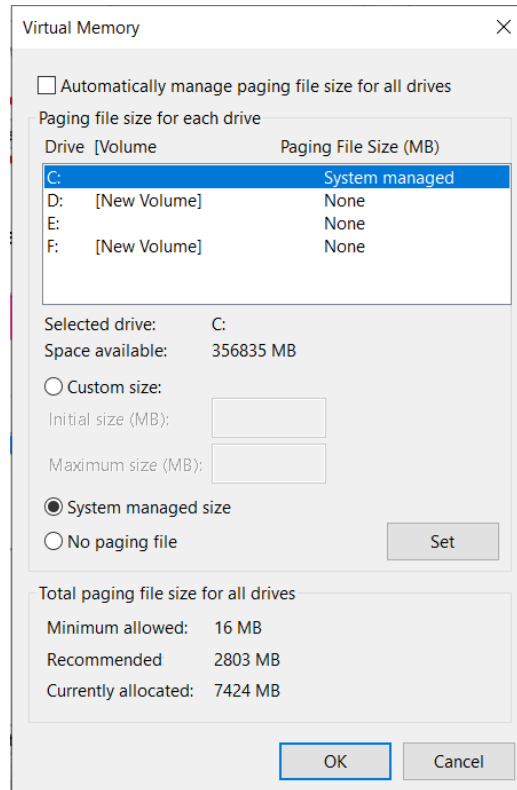 Virtual Memory
Automatically manage paging file size for all drives
Paging file size for each drive
Drive [Volume Paging File Size (MB)
C: System managed
D: [New Volume] None
E: None
F: [New Volume] None
Selected drive: C:
Space available: 356835 MB
Custom size:
Initial size (MB):
Maximum size (MB):
System managed size
No paging file Set
Total paging file size for all drives
Minimum allowed: 16 MB
Recommended 2803 MB
Currently allocated: 7424 MB
OK Cancel